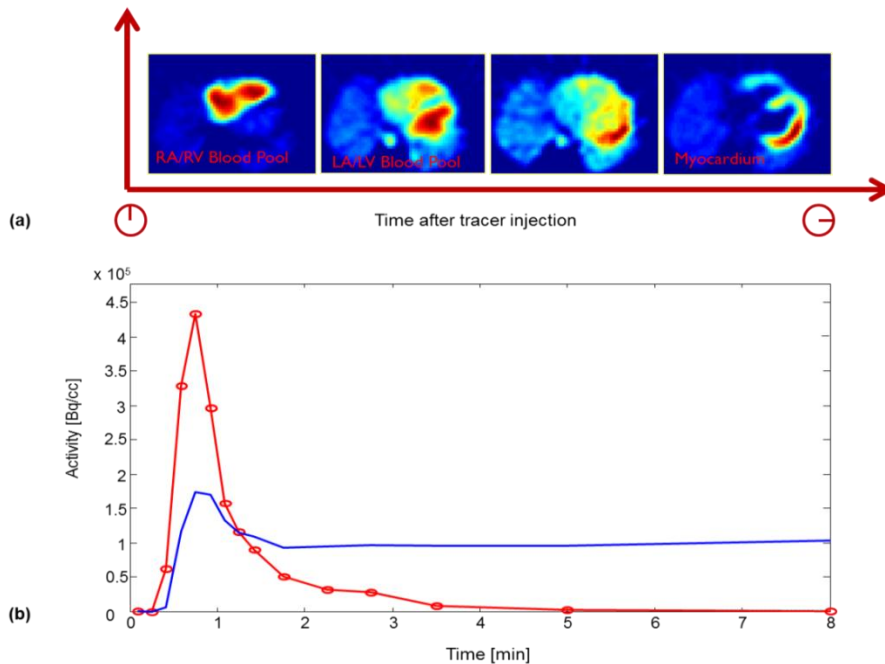 RA/RV Blood Pool
LA/LV Blood Pool
Myocardium
(a)
Time after tracer injection
x 10⁵
4.5
4
3.5
3
2.5
2
1.5
1
0.5
0
Activity [Bq/cc]
(b)
0 1 2 3 4 5 6 7 8
Time [min]